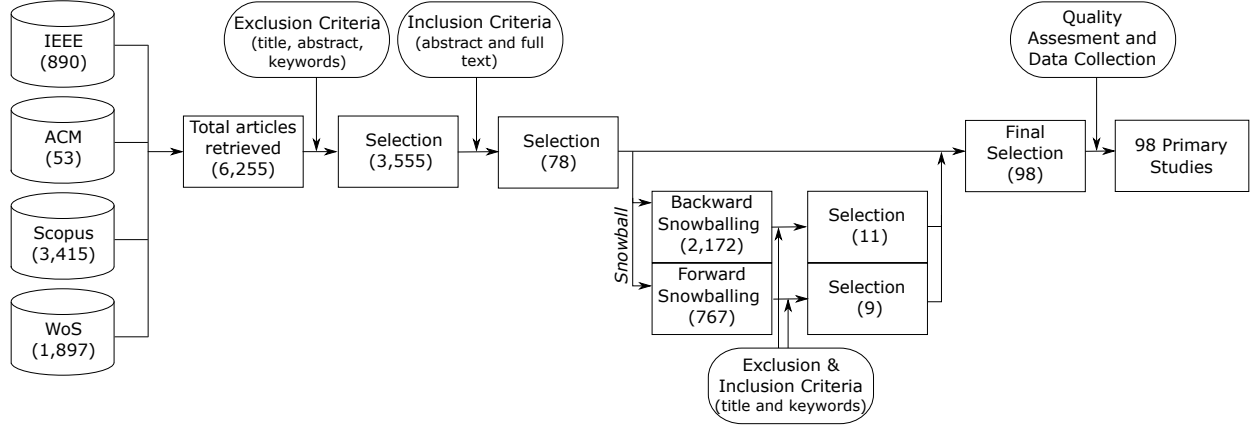 IEEE
(890)
ACM
(53)
Scopus
(3,415)
WoS
(1,897)
Total articles
retrieved
(6,255)
Exclusion Criteria
(title, abstract,
keywords)
Selection
(3,555)
Inclusion Criteria
(abstract and full
text)
Selection
(78)
Snowball
Backward
Snowballing
(2,172)
Forward
Snowballing
(767)
Selection
(11)
Selection
(9)
Exclusion &
Inclusion Criteria
(title and keywords)
Final
Selection
(98)
Quality
Assesment and
Data Collection
98 Primary
Studies